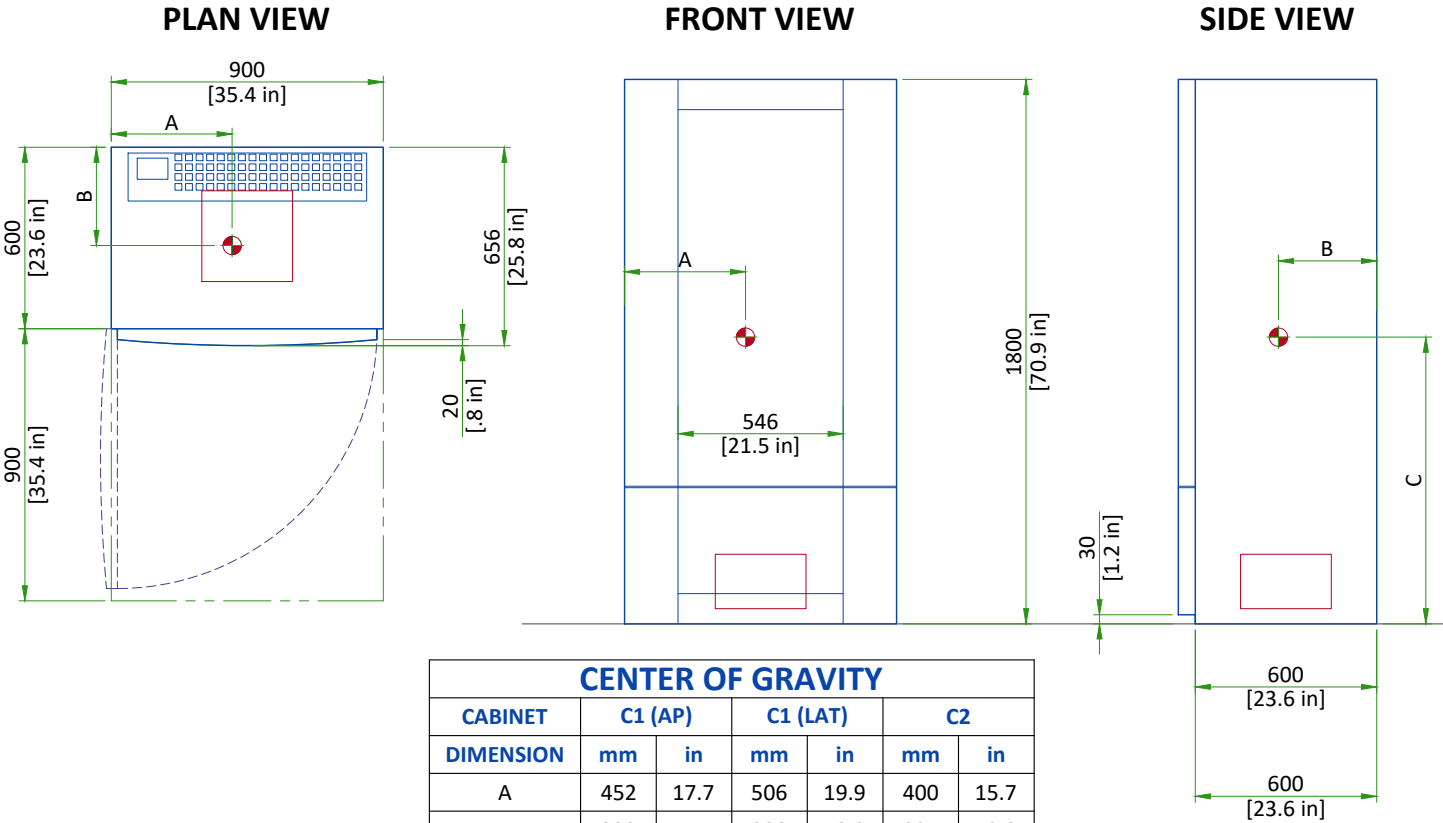 PLAN VIEW
FRONT VIEW
SIDE VIEW
900
[35.4 in]
A
B
600
[23.6 in]
656
[25.8 in]
20
[.8 in]
900
[35.4 in]
A
546
[21.5 in]
1800
[70.9 in]
B
C
30
[1.2 in]
600
[23.6 in]
600
[23.6 in]
CENTER OF GRAVITY
CABINET C1 (AP) C1 (LAT) C2
DIMENSION mm in mm in mm in
A 452 17.7 506 19.9 400 15.7